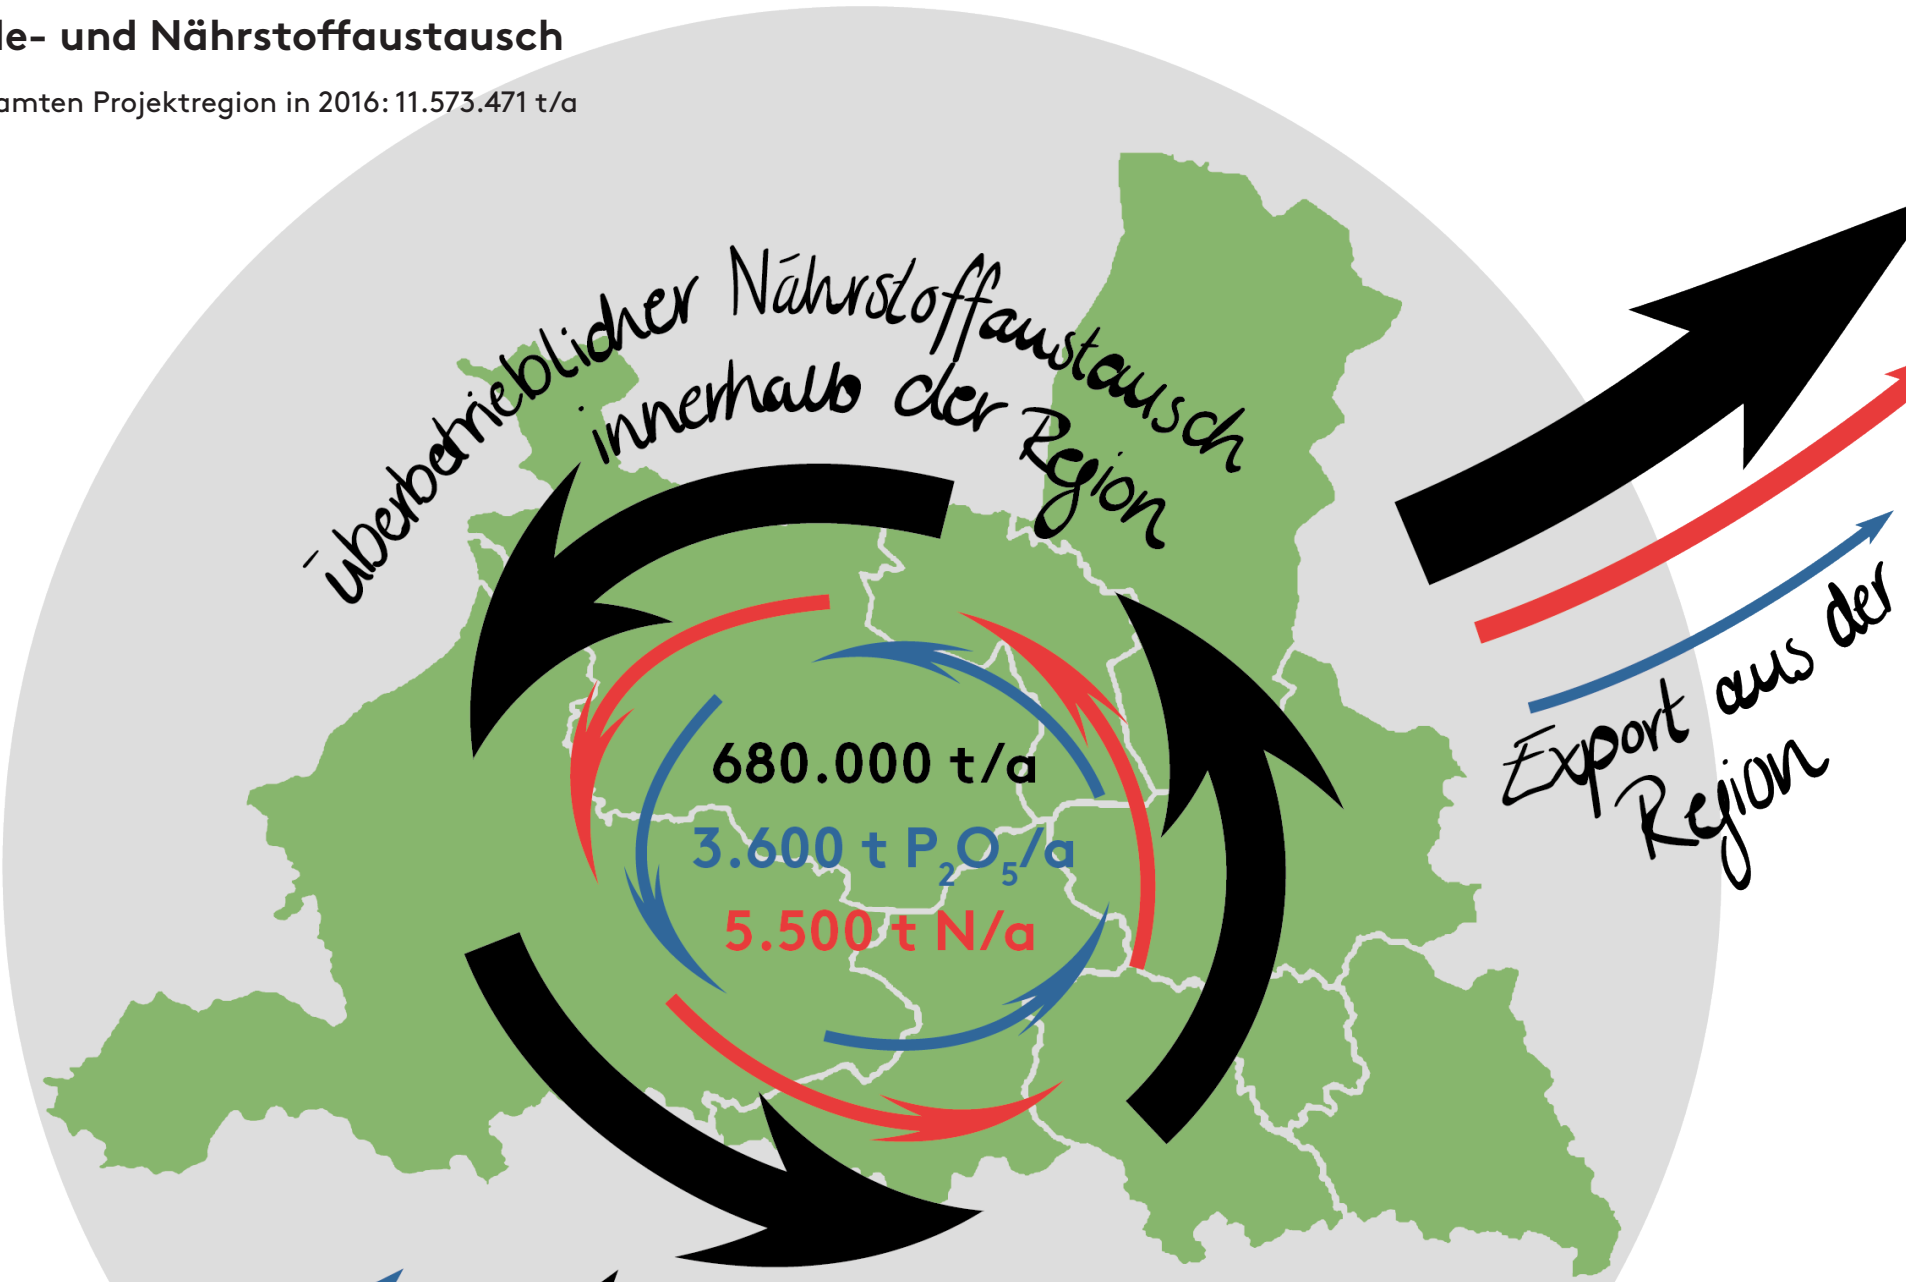 le- und Nährstoffaustausch
amten Projektregion in 2016: 11.573.471 t/a
Überbetrieblicher Nährstoffaustausch
innerhalb der Region
680.000 t/a
3.600 t P₂O₅/a
5.500 t N/a
Export aus der
Region